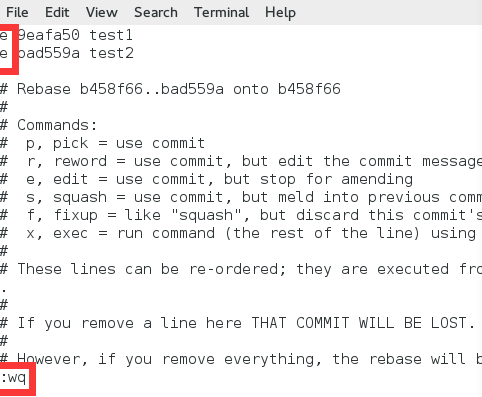 File Edit View Search Terminal Help
e 9eafa50 test1
e bad559a test2
# Rebase b458f66..bad559a onto b458f66
#
# Commands:
#  p, pick = use commit
#  r, reword = use commit, but edit the commit message
#  e, edit = use commit, but stop for amending
#  s, squash = use commit, but meld into previous comm
#  f, fixup = like "squash", but discard this commit's
#  x, exec = run command (the rest of the line) using
#
# These lines can be re-ordered; they are executed fro
.
#
# If you remove a line here THAT COMMIT WILL BE LOST.
#
# However, if you remove everything, the rebase will b
:wq